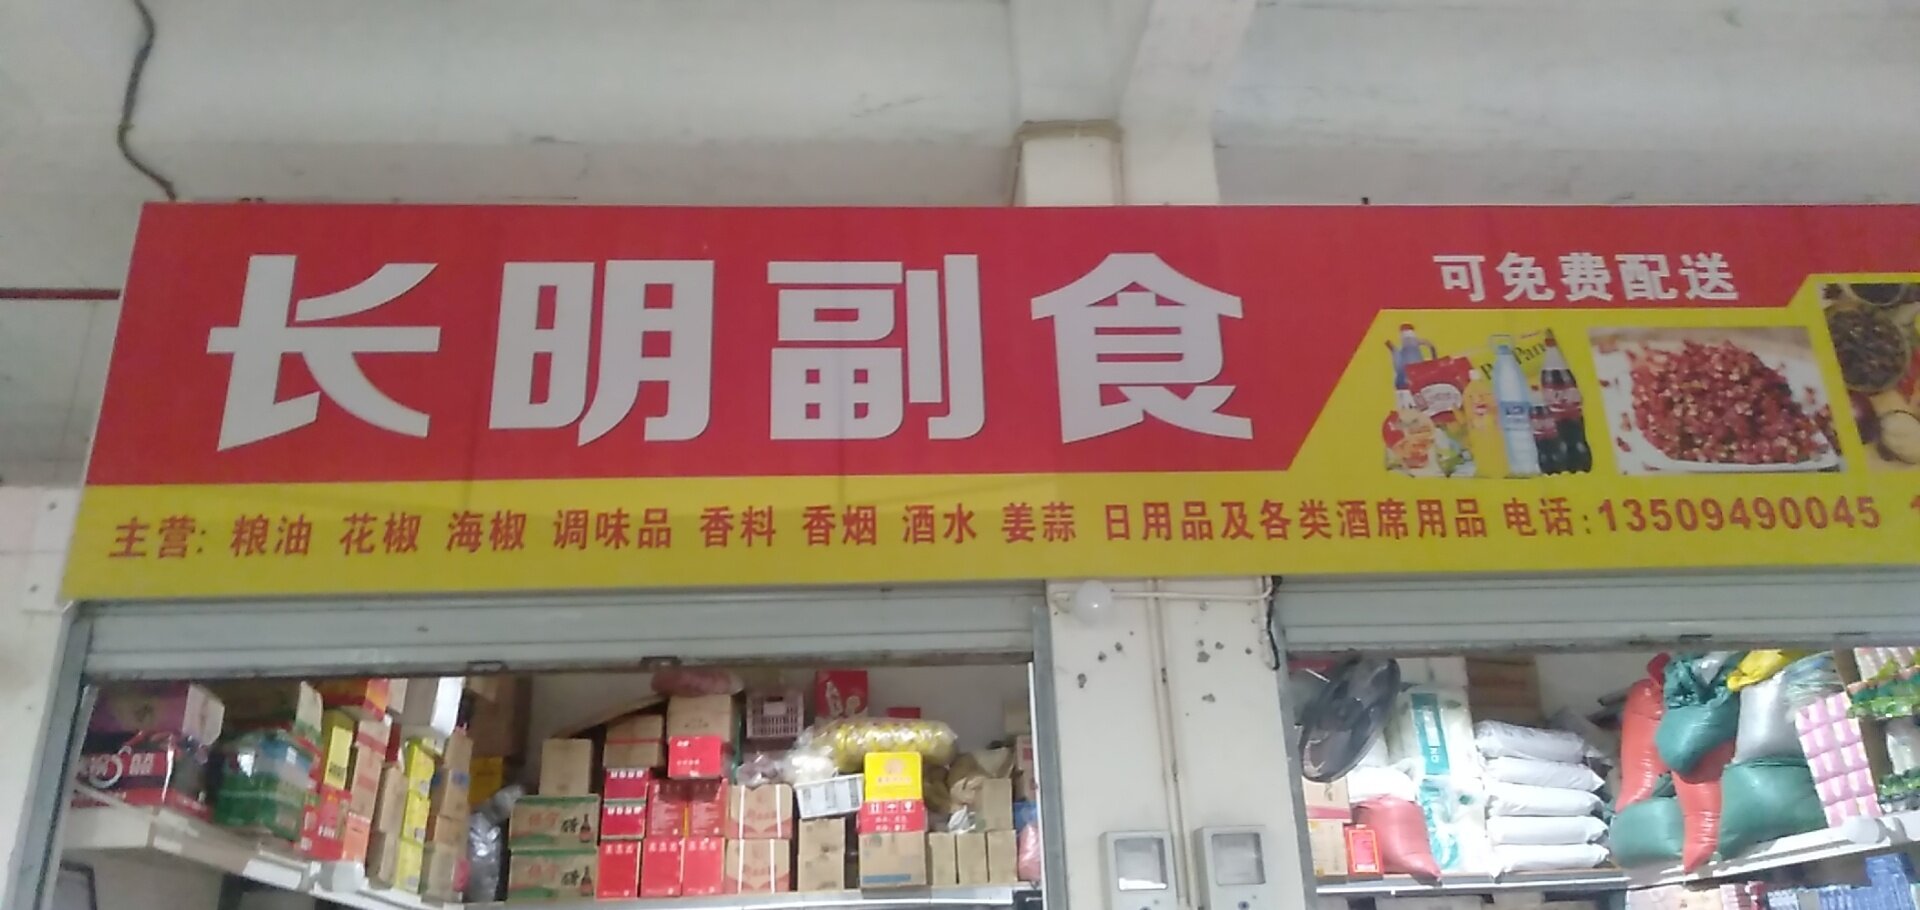 长明副食
可免费配送
主营: 粮油 花椒 海椒 调味品 香料 香烟 酒水 姜蒜 日用品及各类酒席用品 电话:13509490045